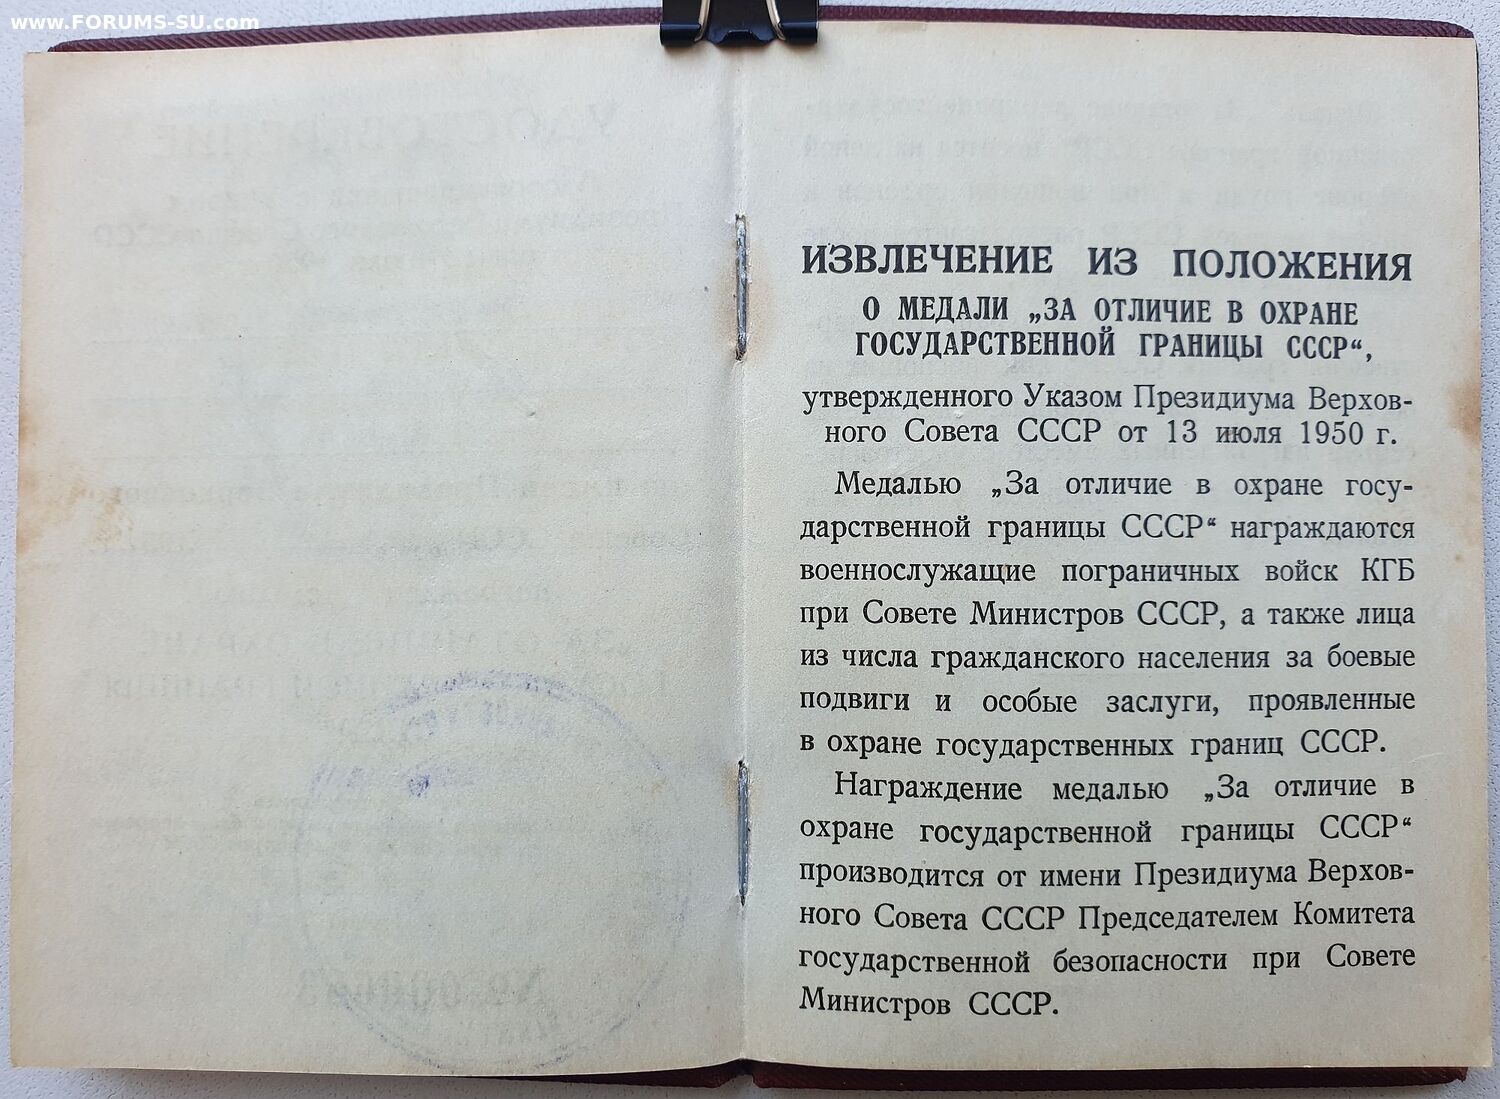 www.FORUMS-SU.com
ИЗВЛЕЧЕНИЕ ИЗ ПОЛОЖЕНИЯ
О МЕДАЛИ „ЗА ОТЛИЧИЕ В ОХРАНЕ
ГОСУДАРСТВЕННОЙ ГРАНИЦЫ СССР“,
утвержденного Указом Президиума Верхов-
ного Совета СССР от 13 июля 1950 г.
Медалью „За отличие в охране госу-
дарственной границы СССР“ награждаются
военнослужащие пограничных войск КГБ
при Совете Министров СССР, а также лица
из числа гражданского населения за боевые
подвиги и особые заслуги, проявленные
в охране государственных границ СССР.
Награждение медалью „За отличие в
охране государственной границы СССР“
производится от имени Президиума Верхов-
ного Совета СССР Председателем Комитета
государственной безопасности при Совете
Министров СССР.